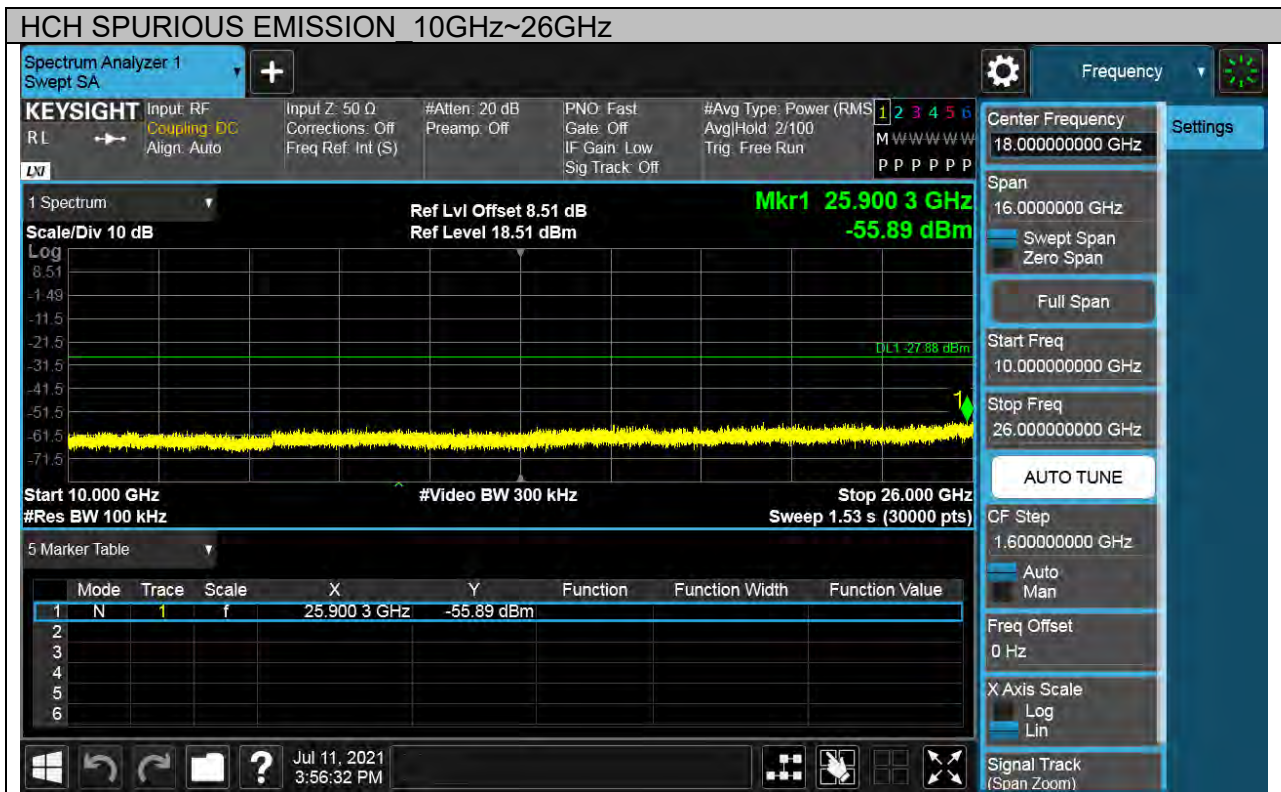 HCH SPURIOUS EMISSION_10GHz~26GHz
Spectrum Analyzer 1
Swept SA
+
Frequency
KEYSIGHT
RL
LXI
Input: RF
Coupling: DC
Align: Auto
Input Z: 50 Ω
Corrections: Off
Freq Ref: Int (S)
#Atten: 20 dB
Preamp: Off
PNO: Fast
Gate: Off
IF Gain: Low
Sig Track: Off
#Avg Type: Power (RMS
Avg|Hold: 2/100
Trig: Free Run
1 2 3 4 5 6
M W W W W W
P P P P P P
1 Spectrum
Scale/Div 10 dB
Ref Lvl Offset 8.51 dB
Ref Level 18.51 dBm
Mkr1 25.900 3 GHz
-55.89 dBm
Log
8.51
-1.49
-11.5
-21.5
-31.5
-41.5
-51.5
-61.5
-71.5
DL1 -27.88 dBm
1
Start 10.000 GHz
#Res BW 100 kHz
#Video BW 300 kHz
Stop 26.000 GHz
Sweep 1.53 s (30000 pts)
5 Marker Table
Mode Trace Scale X Y Function Function Width Function Value
1 N 1 f 25.900 3 GHz -55.89 dBm
2
3
4
5
6
Center Frequency
18.000000000 GHz
Settings
Span
16.0000000 GHz
Swept Span
Zero Span
Full Span
Start Freq
10.000000000 GHz
Stop Freq
26.000000000 GHz
AUTO TUNE
CF Step
1.600000000 GHz
Auto
Man
Freq Offset
0 Hz
X Axis Scale
Log
Lin
Signal Track
(Span Zoom)
?
Jul 11, 2021
3:56:32 PM